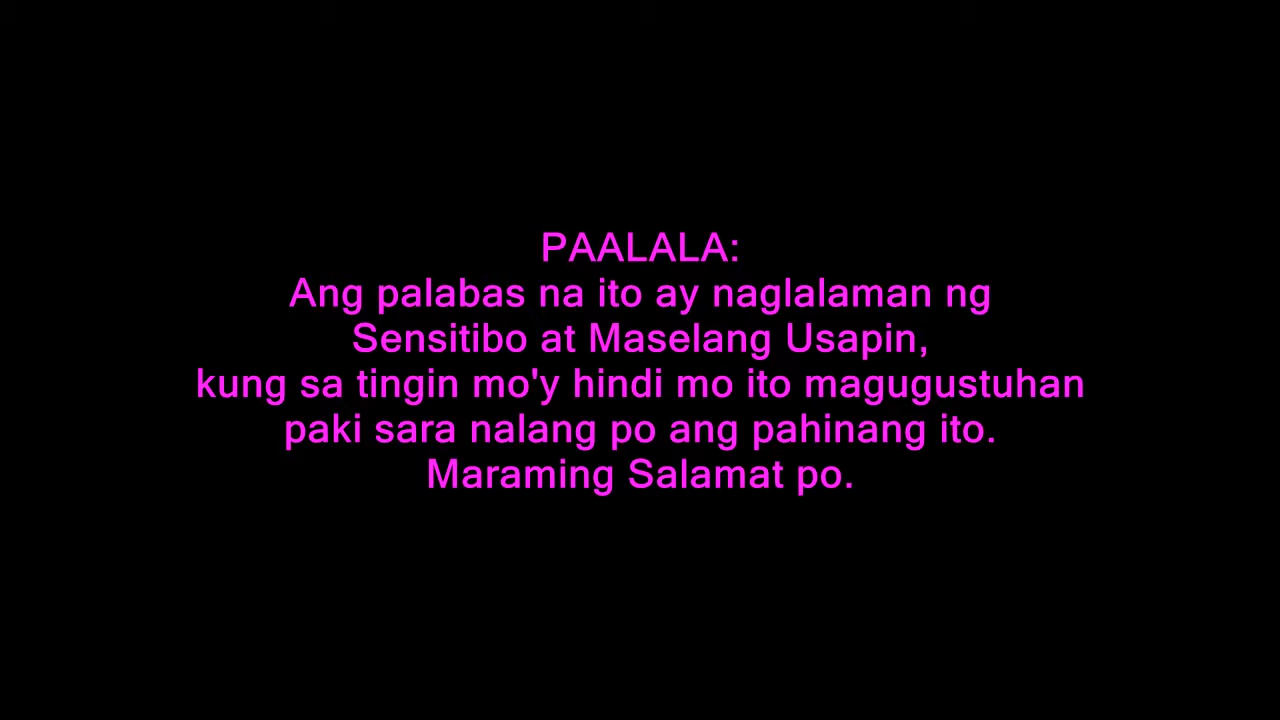 PAALALA:
Ang palabas na ito ay naglalaman ng
Sensitibo at Maselang Usapin,
kung sa tingin mo'y hindi mo ito magugustuhan
paki sara nalang po ang pahinang ito.
Maraming Salamat po.